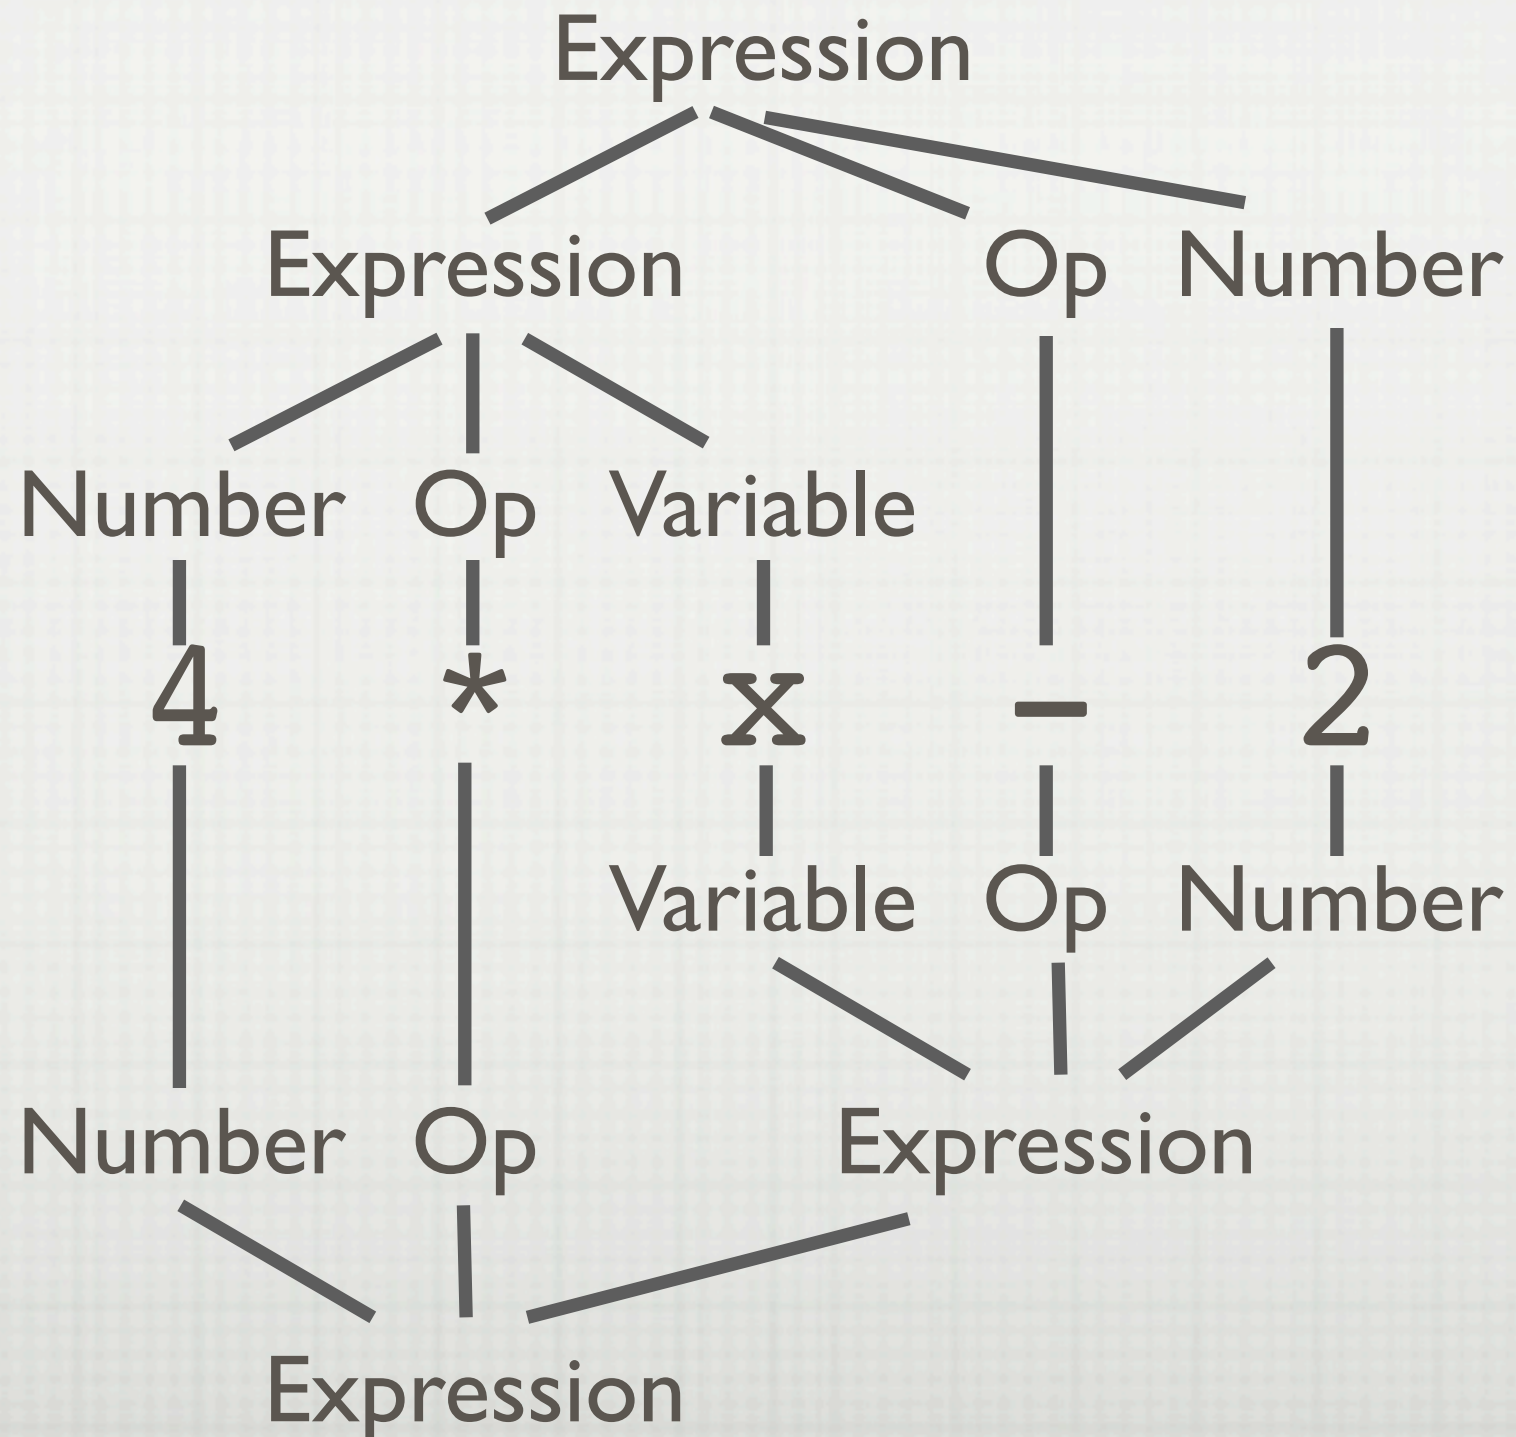 Expression
Expression Op Number
Number Op Variable
4 * x - 2
Variable Op Number
Number Op Expression
Expression